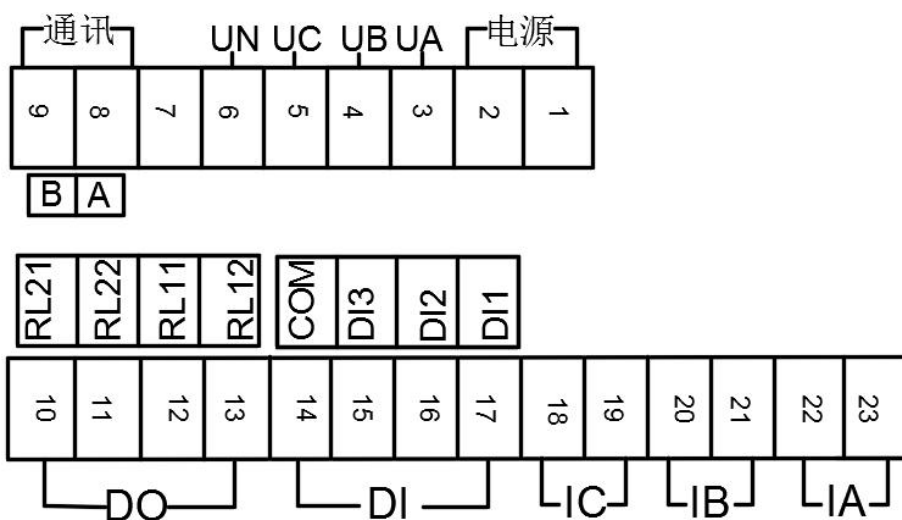 通讯 UN UC UB UA 电源
9 8 7 6 5 4 3 2 1
B A
RL21 RL22 RL11 RL12 COM DI3 DI2 DI1
10 11 12 13 14 15 16 17 18 19 20 21 22 23
DO DI IC IB IA